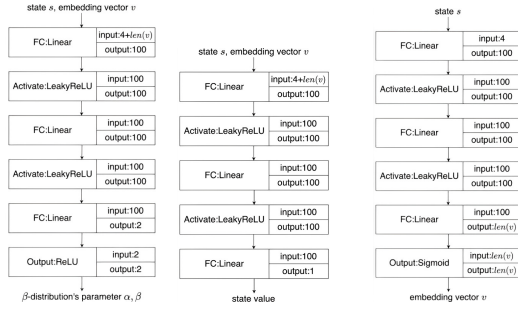 state s, embedding vector v
FC:Linear
input:4+len(v)
output:100
Activate:LeakyReLU
input:100
output:100
FC:Linear
input:100
output:100
Activate:LeakyReLU
input:100
output:100
FC:Linear
input:100
output:2
Output:ReLU
input:2
output:2
β-distribution's parameter α, β
state s, embedding vector v
FC:Linear
input:4+len(v)
output:100
Activate:LeakyReLU
input:100
output:100
FC:Linear
input:100
output:100
Activate:LeakyReLU
input:100
output:100
FC:Linear
input:100
output:1
state value
state s
FC:Linear
input:4
output:100
Activate:LeakyReLU
input:100
output:100
FC:Linear
input:100
output:100
Activate:LeakyReLU
input:100
output:100
FC:Linear
input:100
output:len(v)
Output:Sigmoid
input:len(v)
output:len(v)
embedding vector v